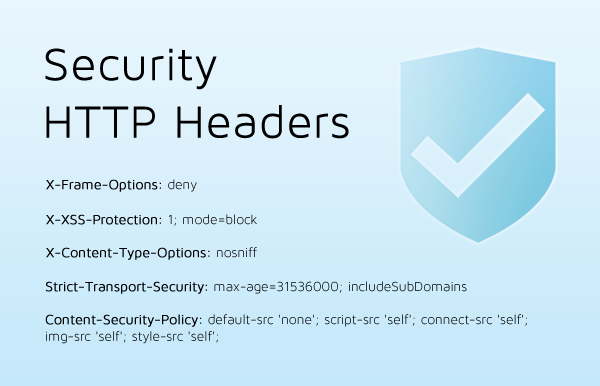 Security
HTTP Headers
X-Frame-Options: deny
X-XSS-Protection: 1; mode=block
X-Content-Type-Options: nosniff
Strict-Transport-Security: max-age=31536000; includeSubDomains
Content-Security-Policy: default-src 'none'; script-src 'self'; connect-src 'self';
img-src 'self'; style-src 'self';